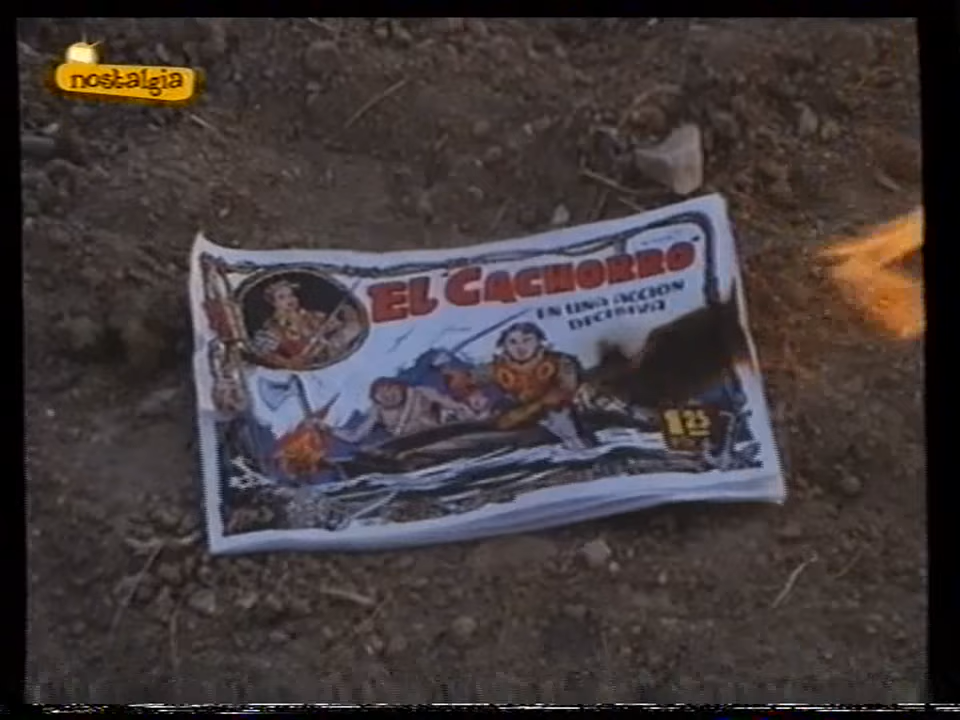 nostalgia
EL CACHORRO
EN UNA ACCION
DECISIVA
1.25